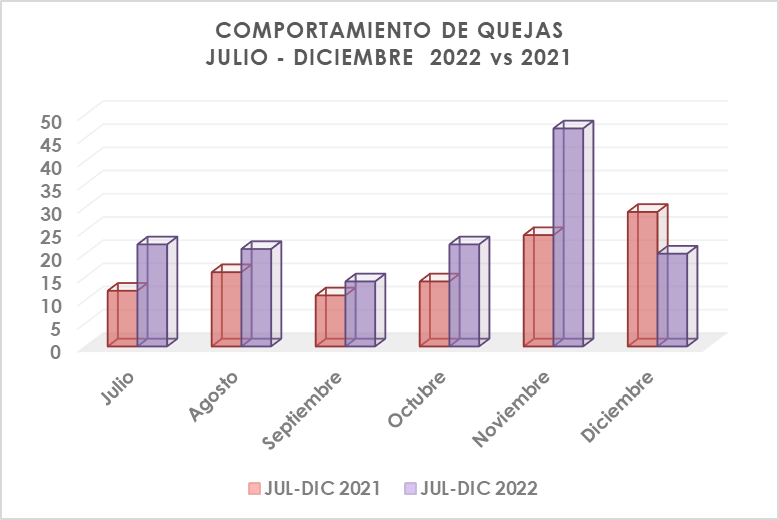 COMPORTAMIENTO DE QUEJAS
JULIO - DICIEMBRE 2022 vs 2021
50
45
40
35
30
25
20
15
10
5
0
Julio
Agosto
Septiembre
Octubre
Noviembre
Diciembre
JUL-DIC 2021 JUL-DIC 2022